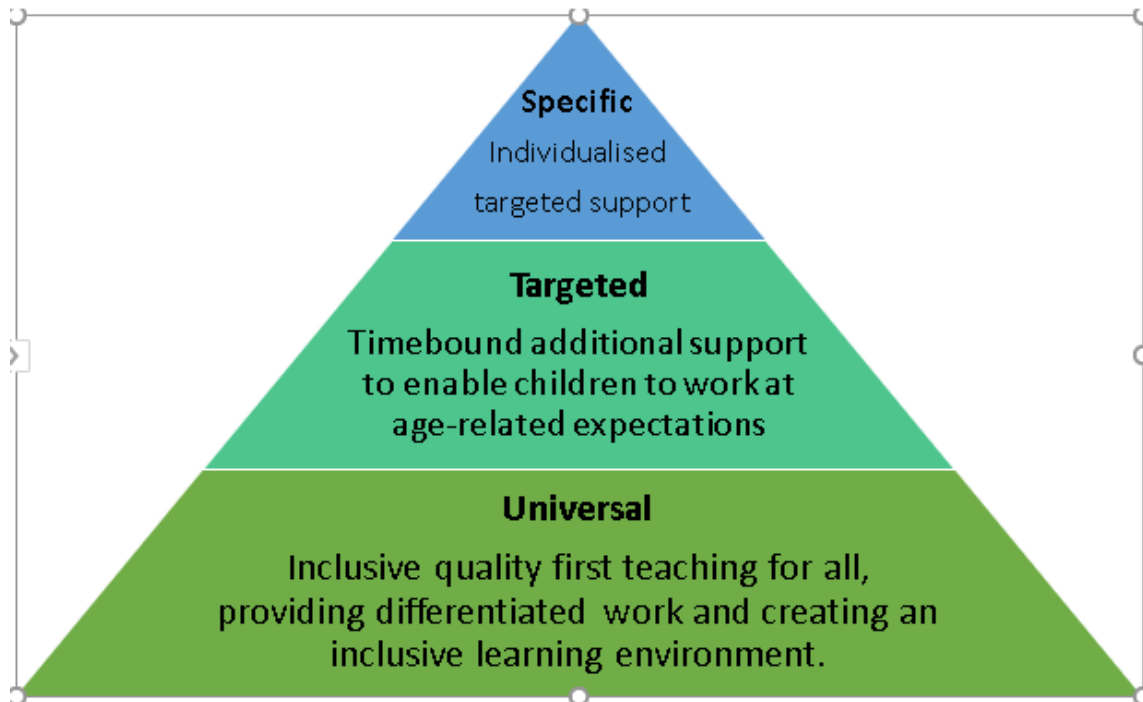 Specific
Individualised
targeted support
Targeted
Timebound additional support
to enable children to work at
age-related expectations
Universal
Inclusive quality first teaching for all,
providing differentiated work and creating an
inclusive learning environment.